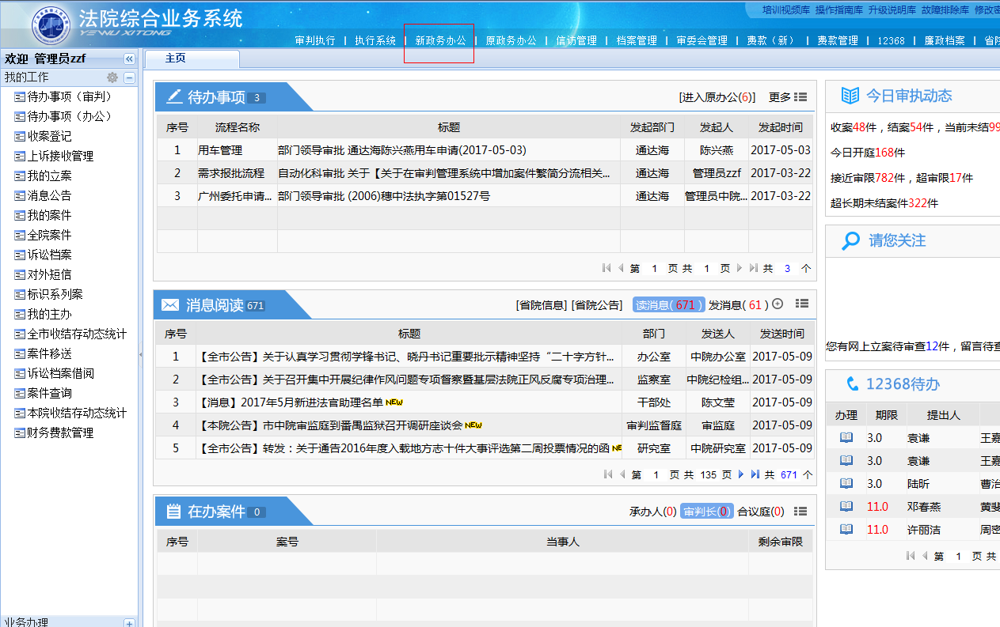 法院综合业务系统
YEWU XITONG
培训视频库 操作指南库 升级说明库 故障排除库 修改密
审判执行 | 执行系统 | 新政务办公 | 原政务办公 | 信访管理 | 档案管理 | 审委会管理 | 费款（新） | 费款管理 | 12368 | 廉政档案 | 省院
欢迎 管理员zzf
主页
我的工作
待办事项（审判）
待办事项（办公）
收案登记
上诉接收管理
我的立案
消息公告
我的案件
全院案件
诉讼档案
对外短信
标识系列案
我的主办
全市收结存动态统计
案件移送
诉讼档案借阅
案件查询
本院收结存动态统计
财务费款管理
业务办理
待办事项 3 [进入原办公(6)] 更多
序号 流程名称 标题 发起部门 发起人 发起时间
1 用车管理 部门领导审批 通达海陈兴燕用车申请(2017-05-03) 通达海 陈兴燕 2017-05-03
2 需求报批流程 自动化科审批 关于【关于在审判管理系统中增加案件繁简分流相关... 通达海 管理员zzf 2017-03-22
3 广州委托申请... 部门领导审批 (2006)穗中法执字第01527号 通达海 管理员中院... 2017-03-22
第 1 页 共 1 页 共 3 个
消息阅读 671 [省院信息] [省院公告] 读消息( 671 ) 发消息( 61 )
序号 标题 部门 发送人 发送时间
1 【全市公告】关于认真学习贯彻学锋书记、晓丹书记重要批示精神坚持“二十字方针... 办公室 中院办公室 2017-05-09
2 【全市公告】关于召开集中开展纪律作风问题专项督察暨基层法院正风反腐专项治理... 监察室 中院纪检组... 2017-05-09
3 【消息】2017年5月新进法官助理名单 NEW 干部处 陈文莹 2017-05-09
4 【本院公告】市中院审监庭到番禺监狱召开调研座谈会 NEW 审判监督庭 审监庭 2017-05-09
5 【全市公告】转发：关于通告2016年度入载地方志十件大事评选第二周投票情况的函 NE 研究室 中院研究室 2017-05-09
第 1 页 共 135 页 共 671 个
在办案件 0 承办人(0) 审判长(0) 合议庭(0)
序号 案号 当事人 剩余审限
今日审执动态
收案48件，结案54件，当前未结99
今日开庭168件
接近审限782件，超审限17件
超长期未结案件322件
请您关注
您有网上立案待审查12件，留言待查
12368待办
办理 期限 提出人
3.0 袁谦 王嘉
3.0 袁谦 王嘉
3.0 陆昕 曹治
11.0 邓春燕 黄斐
11.0 许丽洁 周密
第 1 页 共